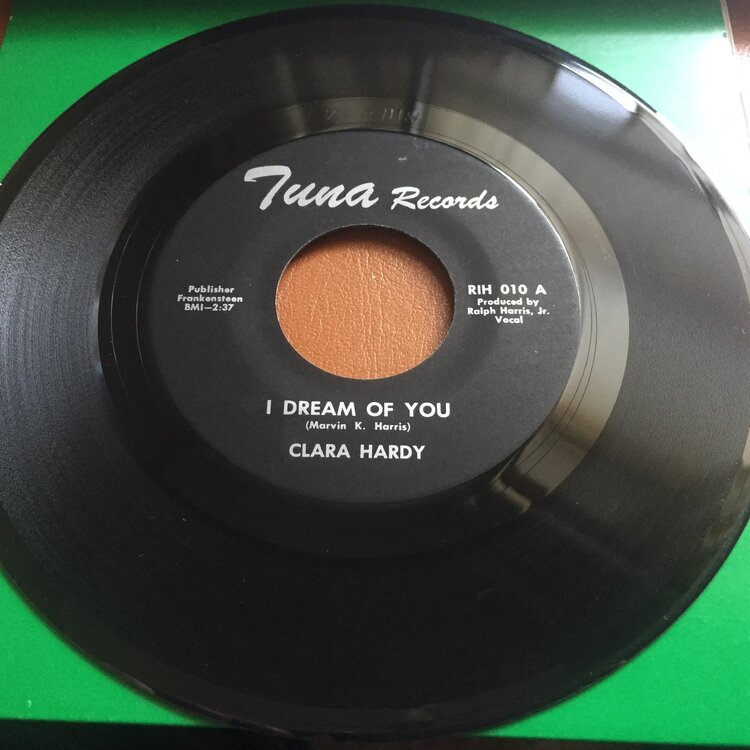 Tuna Records
Publisher
Frankensteen
BMI—2:37
RIH 010 A
Produced by
Ralph Harris, Jr.
Vocal
I DREAM OF YOU
(Marvin K. Harris)
CLARA HARDY